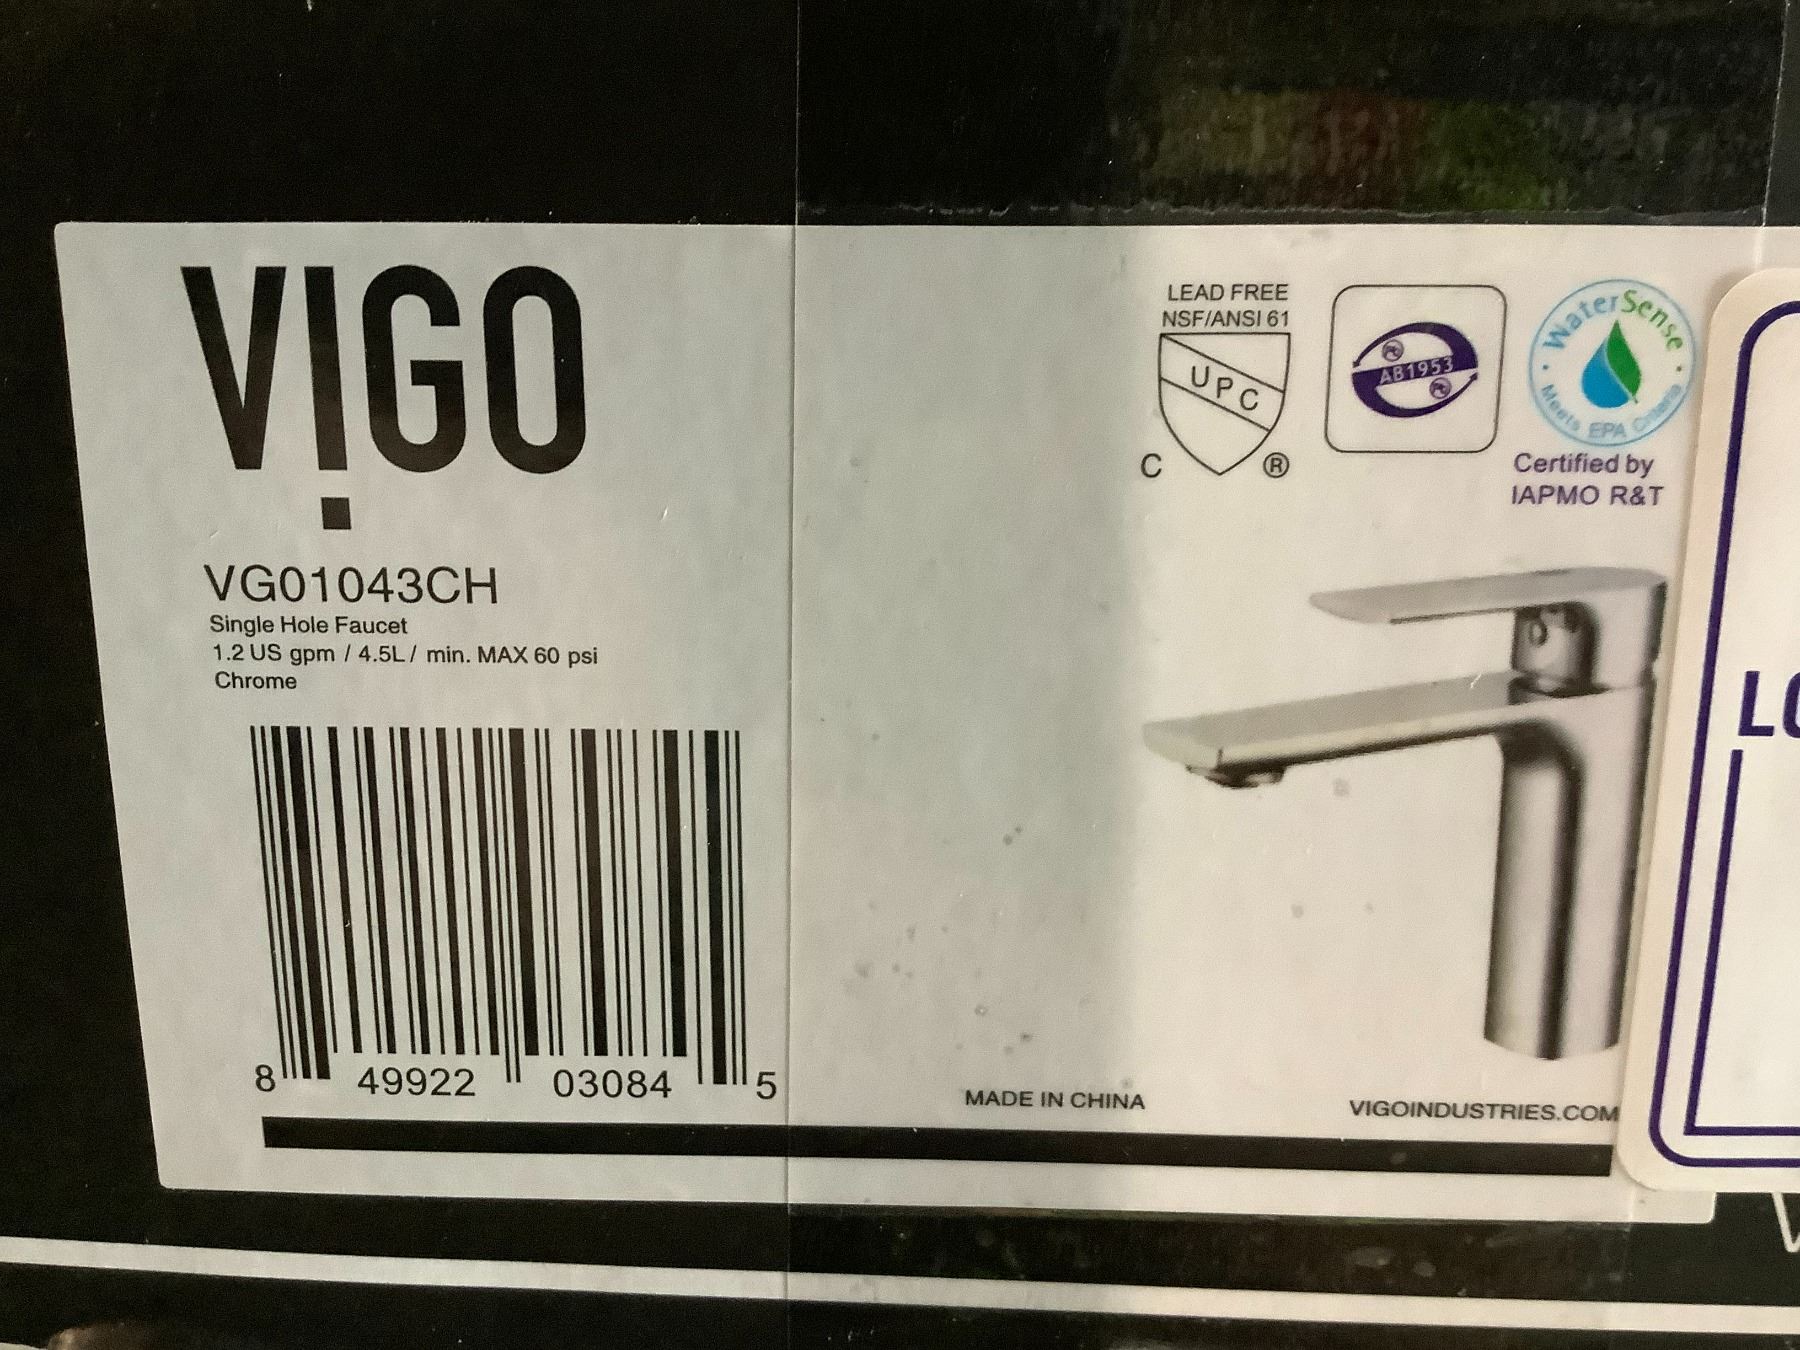 VIGO
VG01043CH
Single Hole Faucet
1.2 US gpm / 4.5L / min. MAX 60 psi
Chrome
8 49922 03084 5
LEAD FREE
NSF/ANSI 61
UPC
C ®
AB1953
WaterSense
Meets EPA Criteria
Certified by
IAPMO R&T
MADE IN CHINA
VIGOINDUSTRIES.COM